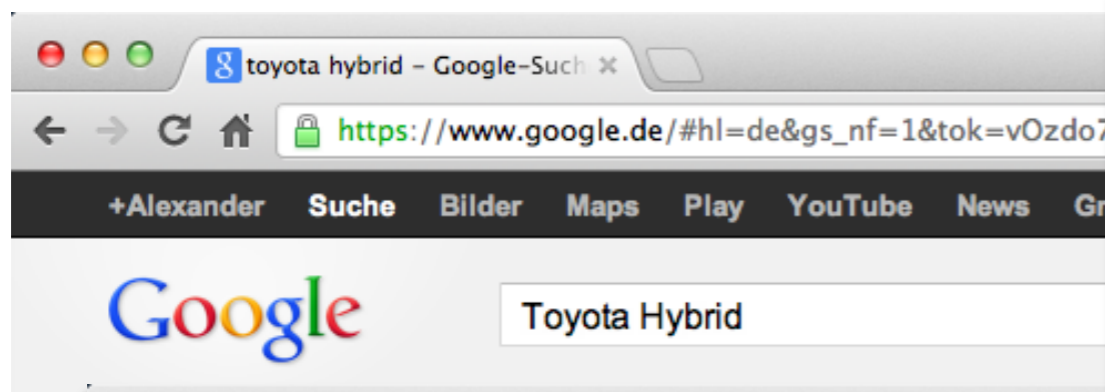 toyota hybrid – Google-Such
https://www.google.de/#hl=de&gs_nf=1&tok=vOzdo7
+Alexander Suche Bilder Maps Play YouTube News Gr
Google Toyota Hybrid